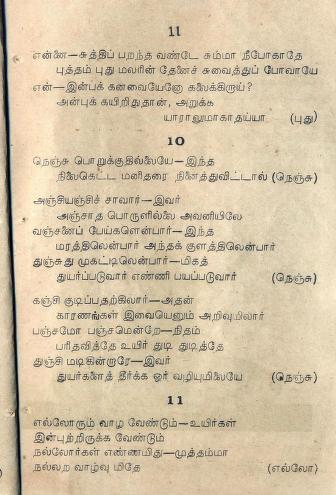 11
என்னை—சுத்திப் பறந்த வண்டே சும்மா நீபோகாதே
புத்தம் புது மலரின் தேனைச் சுவைத்துப் போவாயே
என்—இன்பக் கனவையேனோ கலைக்கிறாய்?
அன்புக் கயிறிதுதான், அறுக்க
யாராலுமாகாதய்யா (புது)
10
நெஞ்சு பொறுக்குதில்லையே—இந்த
நிலைகெட்ட மனிதரை நினைத்துவிட்டால் (நெஞ்சு)
அஞ்சியஞ்சிச் சாவார்—இவர்
அஞ்சாத பொருளில்லை அவனியிலே
வஞ்சனைப் பேய்களென்பார்—இந்த
மரத்திலென்பார் அந்தக் குளத்திலென்பார்
துஞ்சுது முகட்டிலென்பார்—மிகத்
துயர்ப்படுவார் எண்ணி பயப்படுவார் (நெஞ்சு)
கஞ்சி குடிப்பதற்கிலார்—அதன்
காரணங்கள் இவையெனும் அறிவுமிலார்
பஞ்சமோ பஞ்சமென்றே—நிதம்
பரிதவித்தே உயிர் துடி துடித்தே
துஞ்சி மடிகின்றாரே—இவர்
துயர்களைத் தீர்க்க ஓர் வழியுமிலையே (நெஞ்சு)
11
எல்லோரும் வாழ வேண்டும்—உயிர்கள்
இன்புற்றிருக்க வேண்டும்
நல்லோர்கள் எண்ணமிது—முத்தம்மா
நல்லற வாழ்வு மிதே (எல்லோ)